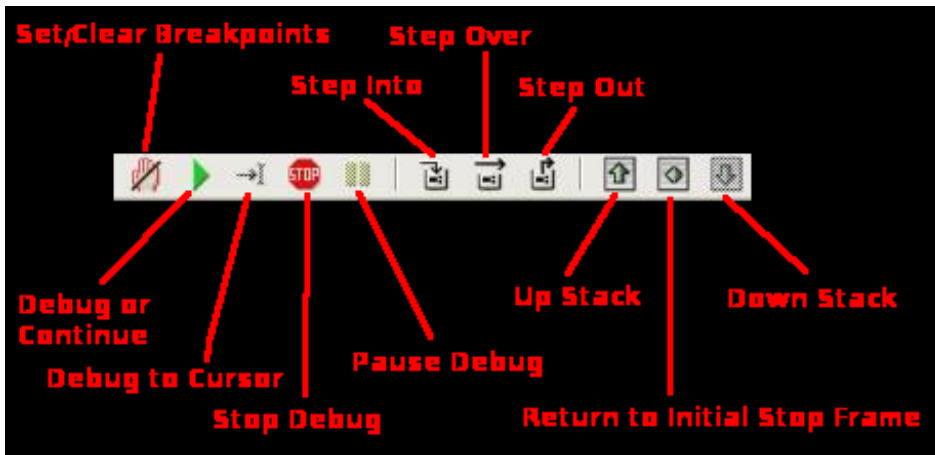 Set/Clear Breakpoints
Step Over
Step Into
Step Out
STOP
Debug or
Continue
Up Stack
Down Stack
Debug to Cursor
Pause Debug
Stop Debug
Return to Initial Stop Frame